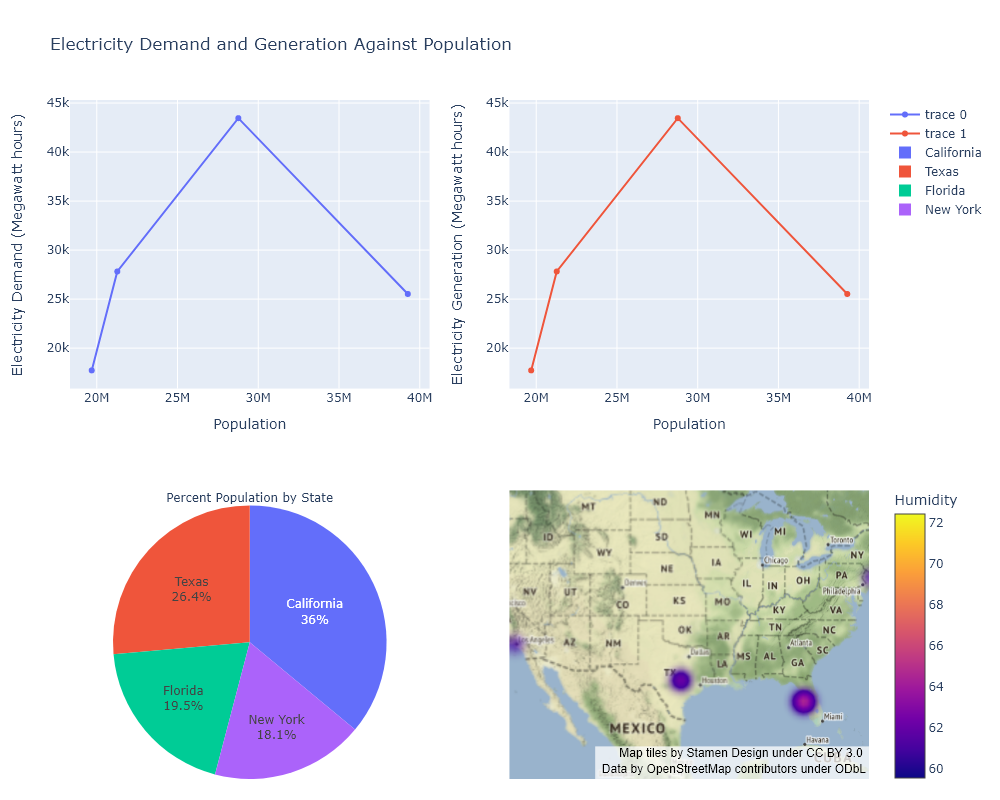 Electricity Demand and Generation Against Population
Electricity Demand (Megawatt hours)
45k
40k
35k
30k
25k
20k
20M
25M
30M
35M
40M
Population
Electricity Generation (Megawatt hours)
45k
40k
35k
30k
25k
20k
20M
25M
30M
35M
40M
Population
trace 0
trace 1
California
Texas
Florida
New York
Percent Population by State
California
36%
Texas
26.4%
Florida
19.5%
New York
18.1%
MT
ND
MN
ID
SD
WI
MI
Toronto
WY
NY
Chicago
IA
NE
PA
Philadelphia
NV
UT
Denver
IL
IN
OH
CO
KS
MO
VA
KY
Los Angeles
AZ
NM
OK
TN
NC
AR
Atlanta
SC
Dallas
MS
AL
GA
LA
TX
Houston
MEXICO
Miami
Havana
CUBA
Map tiles by Stamen Design under CC BY 3.0
Data by OpenStreetMap contributors under ODbL
Humidity
72
70
68
66
64
62
60